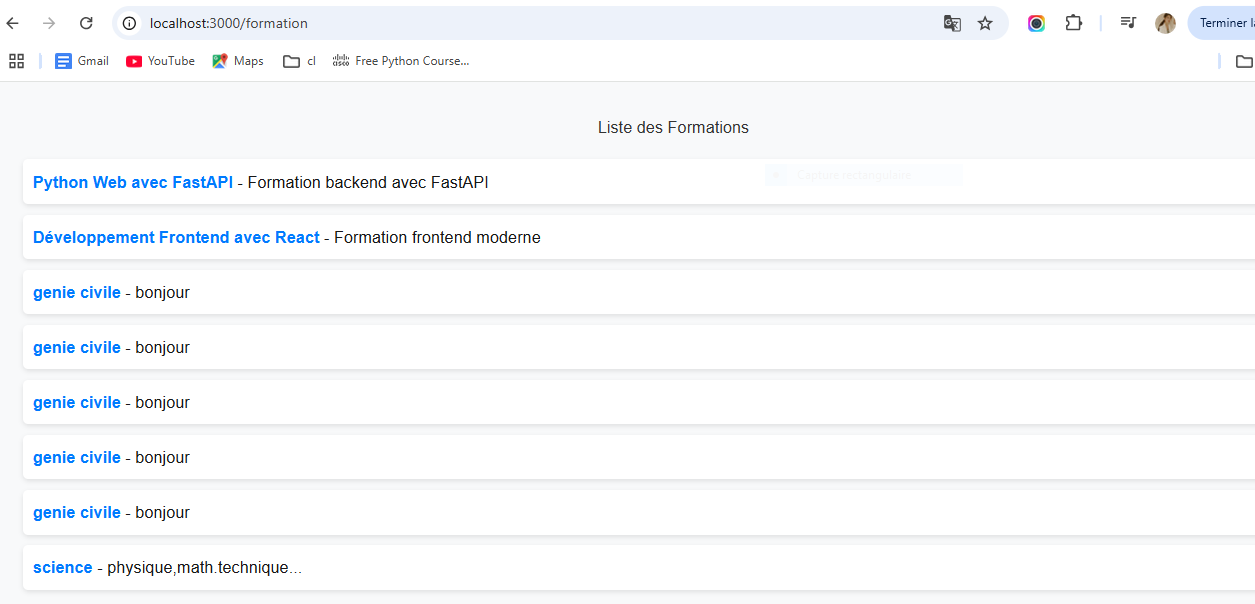 localhost:3000/formation
Terminer l
Gmail
YouTube
Maps
cl
Free Python Course...
Liste des Formations
Python Web avec FastAPI - Formation backend avec FastAPI
Capture rectangulaire
Développement Frontend avec React - Formation frontend moderne
genie civile - bonjour
genie civile - bonjour
genie civile - bonjour
genie civile - bonjour
genie civile - bonjour
science - physique,math.technique...